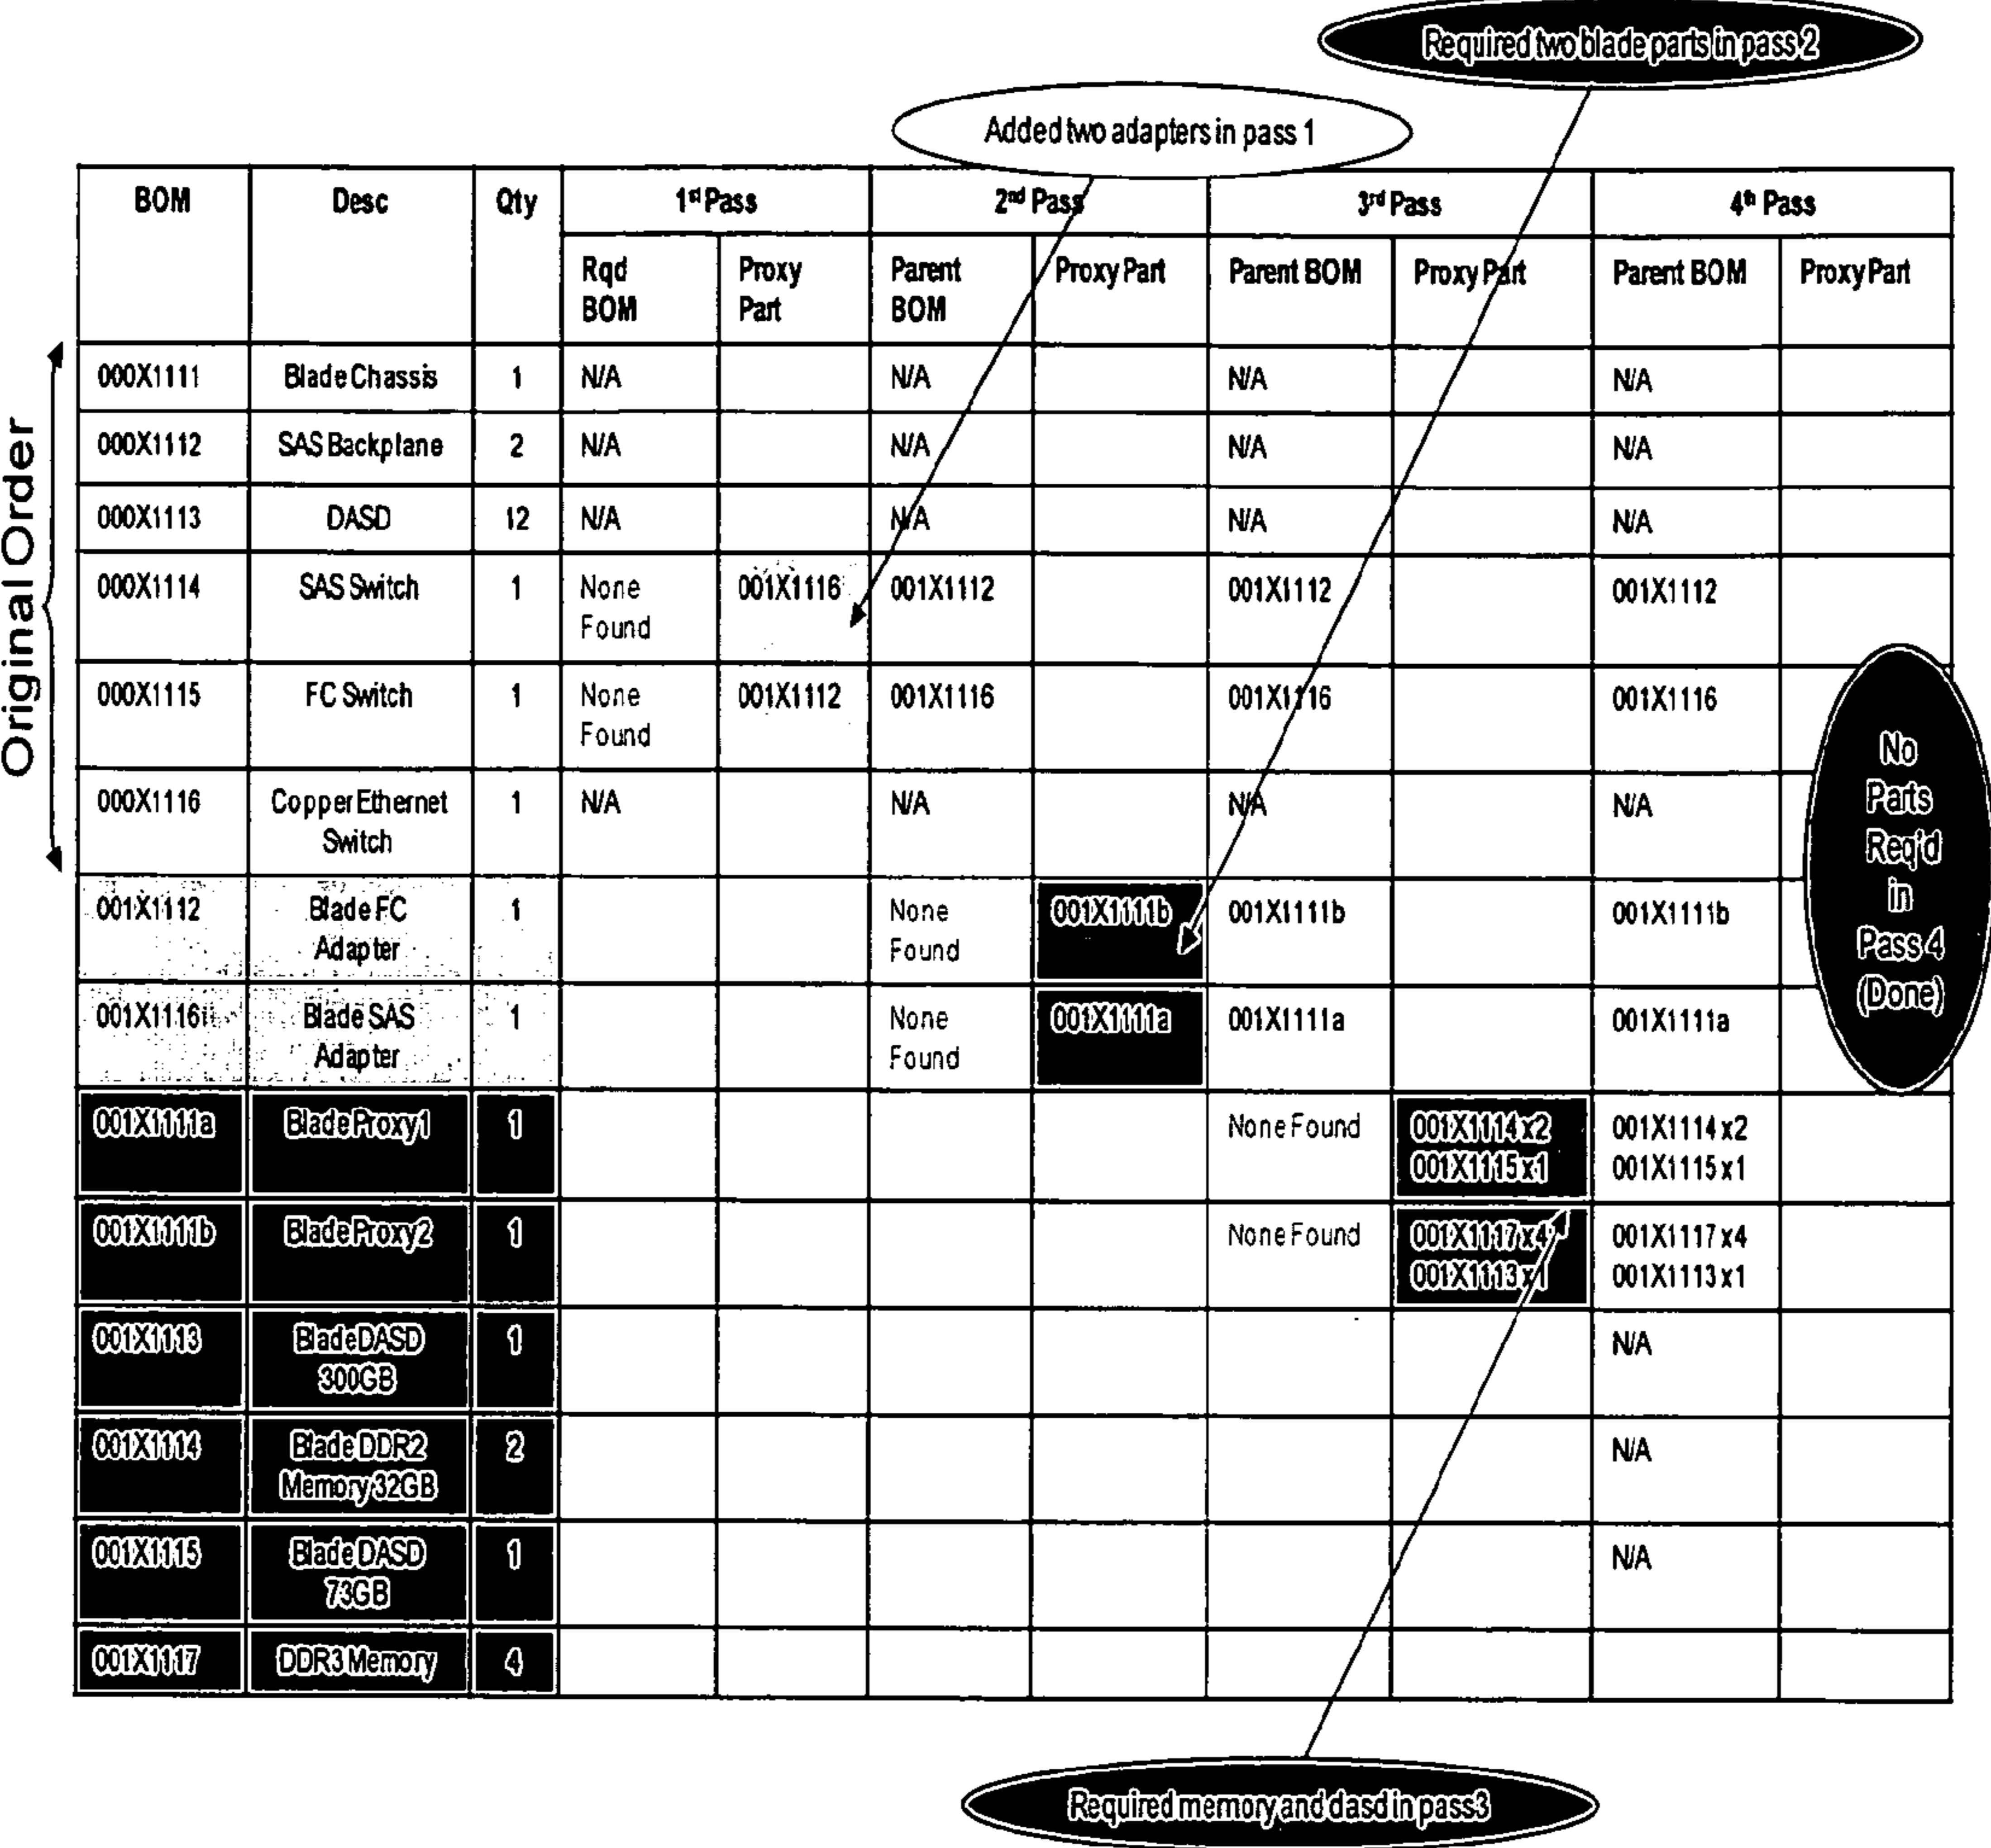 Required two blade parts in pass 2
Added two adapters in pass 1
BOM Desc Qty 1st Pass 2nd Pass 3rd Pass 4th Pass
Rqd BOM Proxy Part Parent BOM Proxy Part Parent BOM Proxy Part Parent BOM Proxy Part
Original Order
000X1111 Blade Chassis 1 N/A N/A N/A N/A
000X1112 SAS Backplane 2 N/A N/A N/A N/A
000X1113 DASD 12 N/A N/A N/A N/A
000X1114 SAS Switch 1 None Found 001X1116 001X1112 001X1112 001X1112
000X1115 FC Switch 1 None Found 001X1112 001X1116 001X1116 001X1116
000X1116 Copper Ethernet Switch 1 N/A N/A N/A N/A
No
Parts
Req'd
in
Pass 4
(Done)
001X1112 Blade FC Adapter 1 None Found 001X1111b 001X1111b 001X1111b
001X1116 Blade SAS Adapter 1 None Found 001X1111a 001X1111a 001X1111a
001X1111a Blade Proxy1 1 None Found 001X1114 x2 001X1114 x2
001X1115 x1 001X1115 x1
001X1111b Blade Proxy2 1 None Found 001X1117 x4 001X1117 x4
001X1113 x1 001X1113 x1
001X1113 Blade DASD 300GB 1 N/A
001X1114 Blade DDR2 Memory 32GB 2 N/A
001X1115 Blade DASD 73GB 1 N/A
001X1117 DDR3 Memory 4
Required memory and dasd in pass3